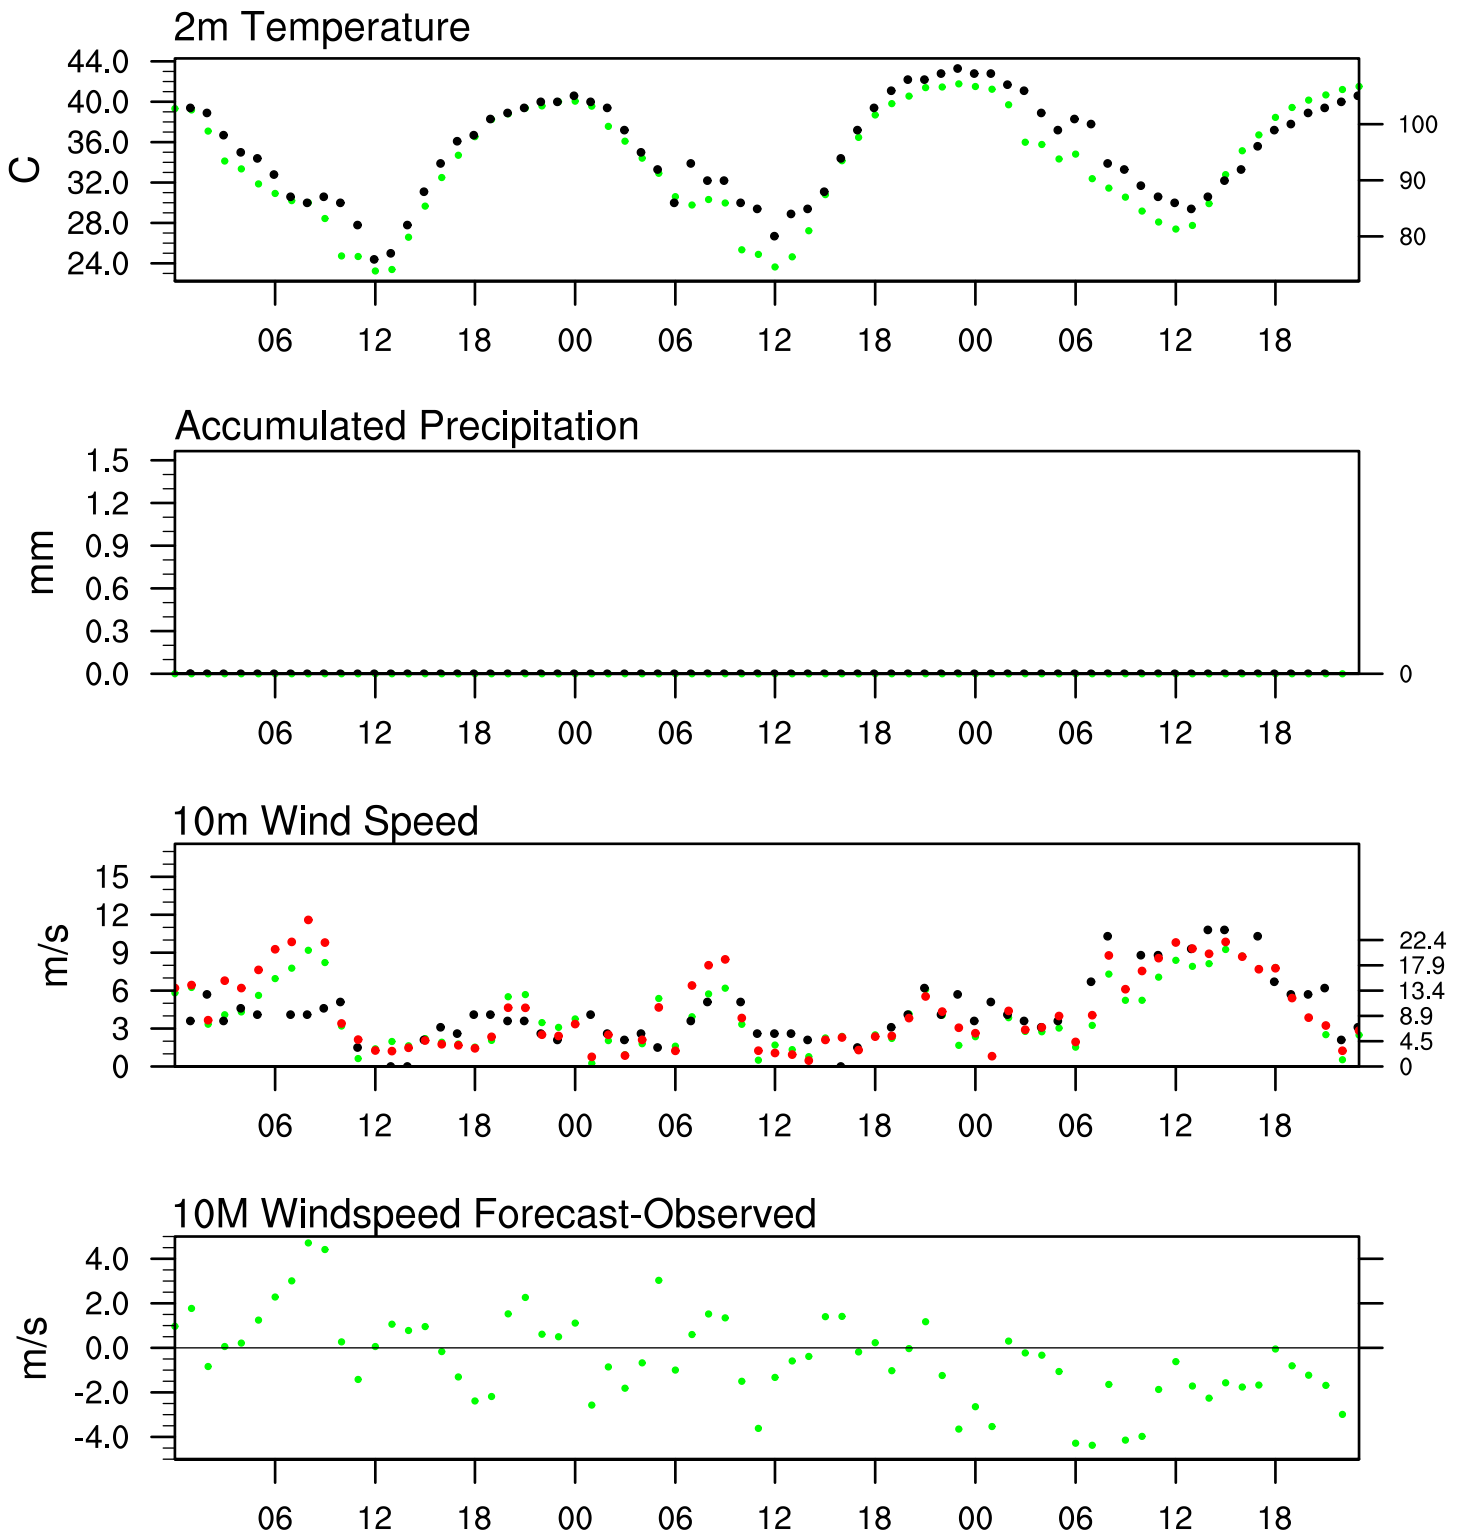 2m Temperature
44.0
40.0
36.0
32.0
28.0
24.0
C
100
90
80
06 12 18 00 06 12 18 00 06 12 18
Accumulated Precipitation
1.5
1.2
0.9
0.6
0.3
0.0
mm
0
06 12 18 00 06 12 18 00 06 12 18
10m Wind Speed
15
12
9
6
3
0
m/s
22.4
17.9
13.4
8.9
4.5
0
06 12 18 00 06 12 18 00 06 12 18
10M Windspeed Forecast-Observed
4.0
2.0
0.0
-2.0
-4.0
m/s
06 12 18 00 06 12 18 00 06 12 18